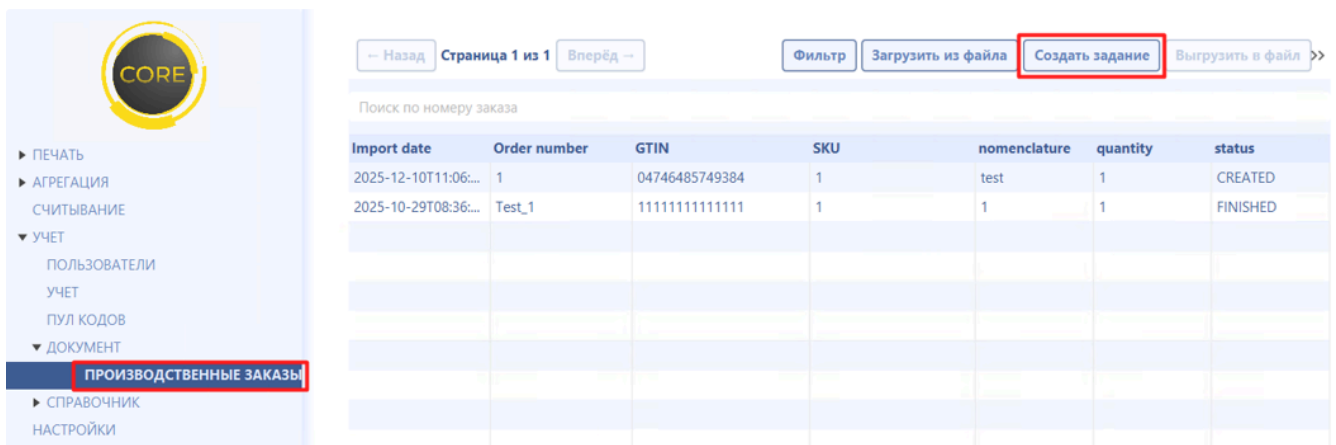 CORE
▶ ПЕЧАТЬ
▶ АГРЕГАЦИЯ
СЧИТЫВАНИЕ
▼ УЧЕТ
ПОЛЬЗОВАТЕЛИ
УЧЕТ
ПУЛ КОДОВ
▼ ДОКУМЕНТ
ПРОИЗВОДСТВЕННЫЕ ЗАКАЗЫ
▶ СПРАВОЧНИК
НАСТРОЙКИ
← Назад Страница 1 из 1 Вперёд → Фильтр Загрузить из файла Создать задание Выгрузить в файл >>
Поиск по номеру заказа
Import date Order number GTIN SKU nomenclature quantity status
2025-12-10T11:06:... 1 04746485749384 1 test 1 CREATED
2025-10-29T08:36:... Test_1 11111111111111 1 1 1 FINISHED